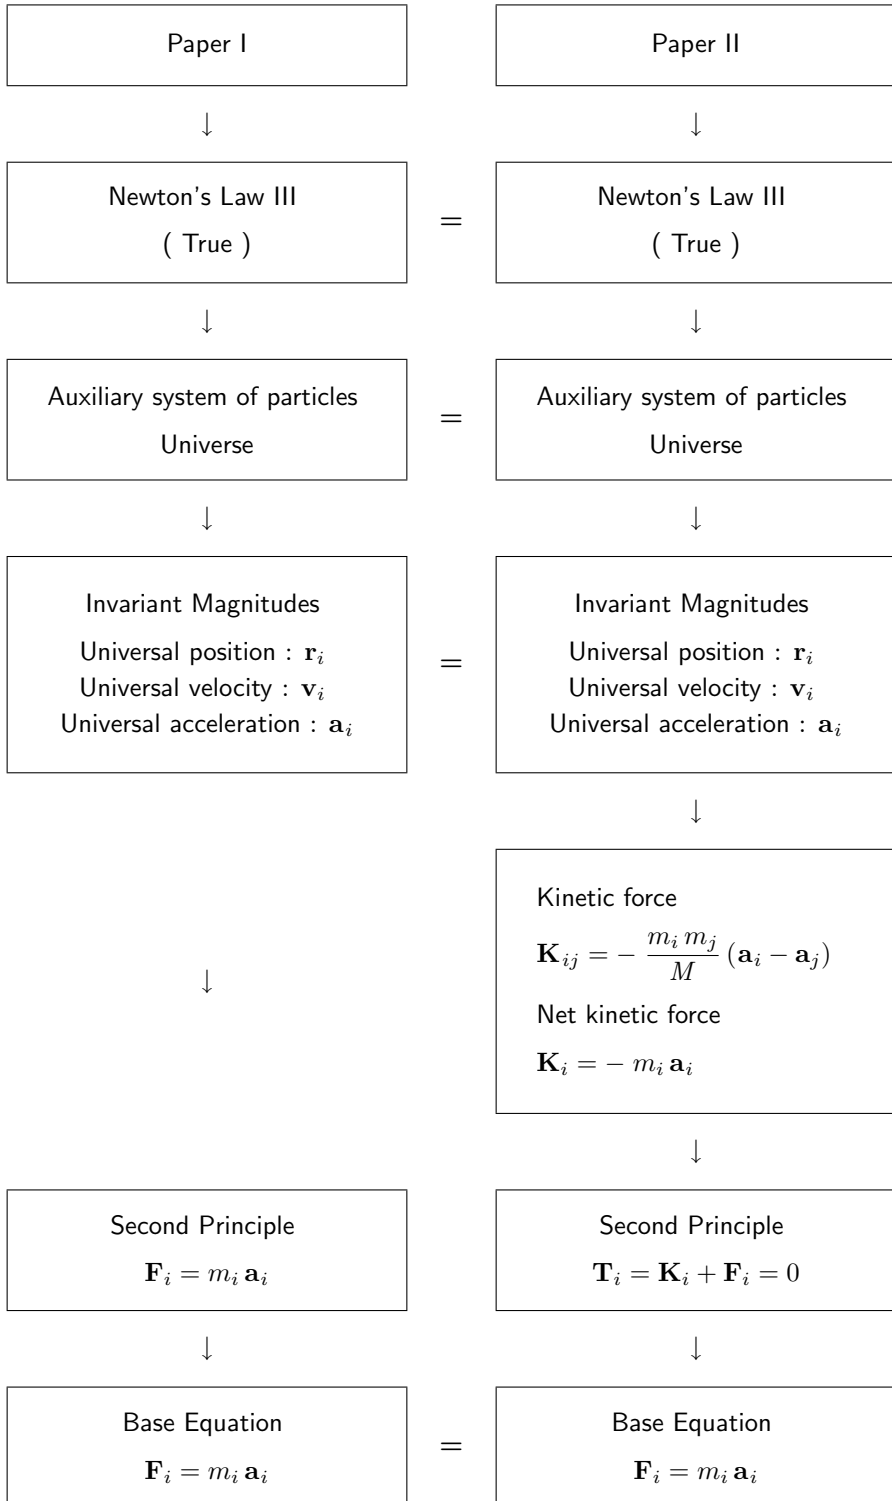 Paper I
Paper II
↓
↓
Newton's Law III
( True )
=
Newton's Law III
( True )
↓
↓
Auxiliary system of particles
Universe
=
Auxiliary system of particles
Universe
↓
↓
Invariant Magnitudes
Universal position : r_i
Universal velocity : v_i
Universal acceleration : a_i
=
Invariant Magnitudes
Universal position : r_i
Universal velocity : v_i
Universal acceleration : a_i
↓
↓
Kinetic force
K_ij = − m_i m_j / M (a_i − a_j)
Net kinetic force
K_i = − m_i a_i
↓
Second Principle
F_i = m_i a_i
Second Principle
T_i = K_i + F_i = 0
↓
↓
Base Equation
F_i = m_i a_i
=
Base Equation
F_i = m_i a_i